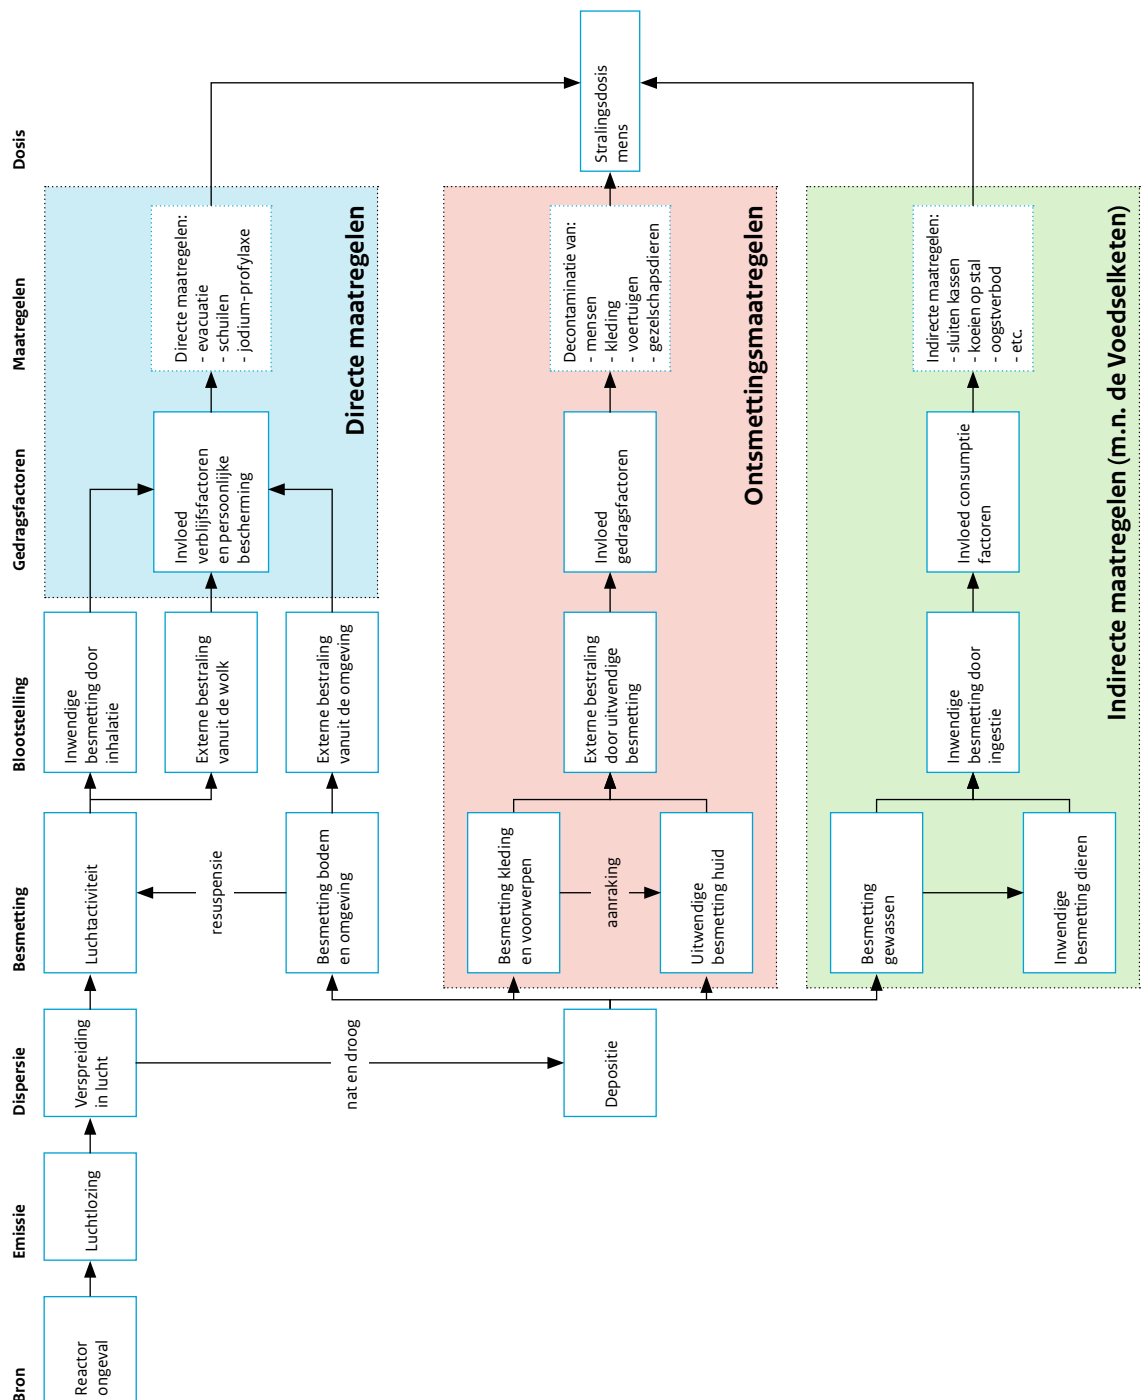 Bron
Emissie
Dispersie
Besmetting
Blootstelling
Gedragsfactoren
Maatregelen
Dosis
Reactor
ongeval
Luchtlozing
Verspreiding
in lucht
Luchtactiviteit
Inwendige
besmetting door
inhalatie
Externe bestraling
vanuit de wolk
resuspensie
Besmetting bodem
en omgeving
Externe bestraling
vanuit de omgeving
Invloed
verblijfsfactoren
en persoonlijke
bescherming
Directe maatregelen:
- evacuatie
- schuilen
- jodium-profylaxe
Directe maatregelen
nat en droog
Depositie
Besmetting kleding
en voorwerpen
aanraking
Uitwendige
besmetting huid
Externe bestraling
door uitwendige
besmetting
Invloed
gedragsfactoren
Decontaminatie van:
- mensen
- kleding
- voertuigen
- gezelschapsdieren
Stralingsdosis
mens
Ontsmettingsmaatregelen
Besmetting
gewassen
Inwendige
besmetting dieren
Inwendige
besmetting door
ingestie
Invloed consumptie
factoren
Indirecte maatregelen:
- sluiten kassen
- koeien op stal
- oogstverbod
- etc.
Indirecte maatregelen (m.n. de Voedselketen)